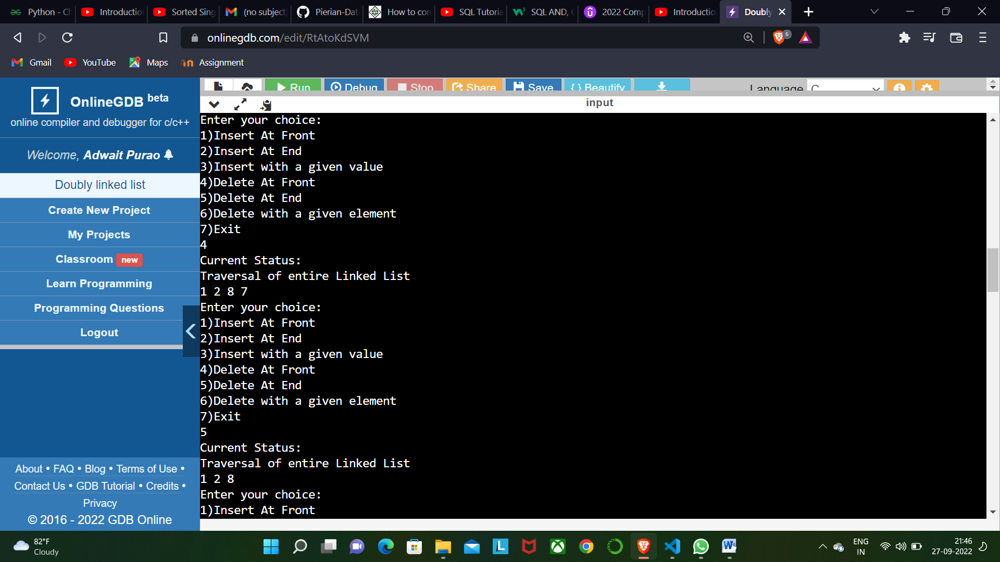 Python - Ch
Introduction
Sorted Sing
(no subject)
Pierian-Data
How to con
SQL Tutoria
SQL AND, O
2022 Comp
Introductio
Doubly
onlinegdb.com/edit/RtAtoKdSVM
6
Gmail
YouTube
Maps
Assignment
Run
Debug
Stop
Share
Save
{ } Beautify
Language
C
OnlineGDB beta
online compiler and debugger for c/c++
Welcome, Adwait Purao
Doubly linked list
Create New Project
My Projects
Classroom new
Learn Programming
Programming Questions
Logout
About • FAQ • Blog • Terms of Use •
Contact Us • GDB Tutorial • Credits •
Privacy
© 2016 - 2022 GDB Online
input
Enter your choice:
1)Insert At Front
2)Insert At End
3)Insert with a given value
4)Delete At Front
5)Delete At End
6)Delete with a given element
7)Exit
4
Current Status:
Traversal of entire Linked List
1 2 8 7
Enter your choice:
1)Insert At Front
2)Insert At End
3)Insert with a given value
4)Delete At Front
5)Delete At End
6)Delete with a given element
7)Exit
5
Current Status:
Traversal of entire Linked List
1 2 8
Enter your choice:
1)Insert At Front
82°F
Cloudy
ENG
IN
21:46
27-09-2022